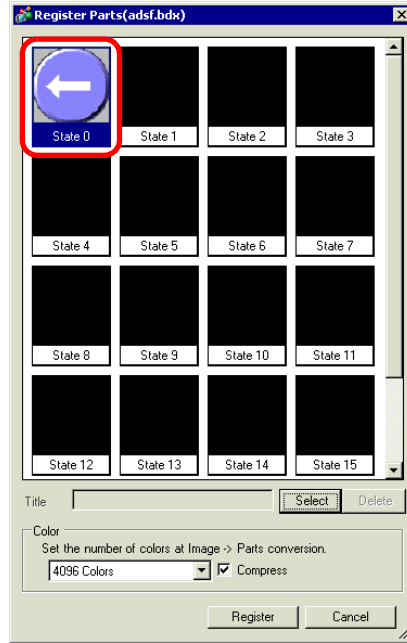 Register Parts(adsf.bdx)
State 0 State 1 State 2 State 3
State 4 State 5 State 6 State 7
State 8 State 9 State 10 State 11
State 12 State 13 State 14 State 15
Title Select Delete
Color
Set the number of colors at Image -> Parts conversion.
4096 Colors Compress
Register Cancel